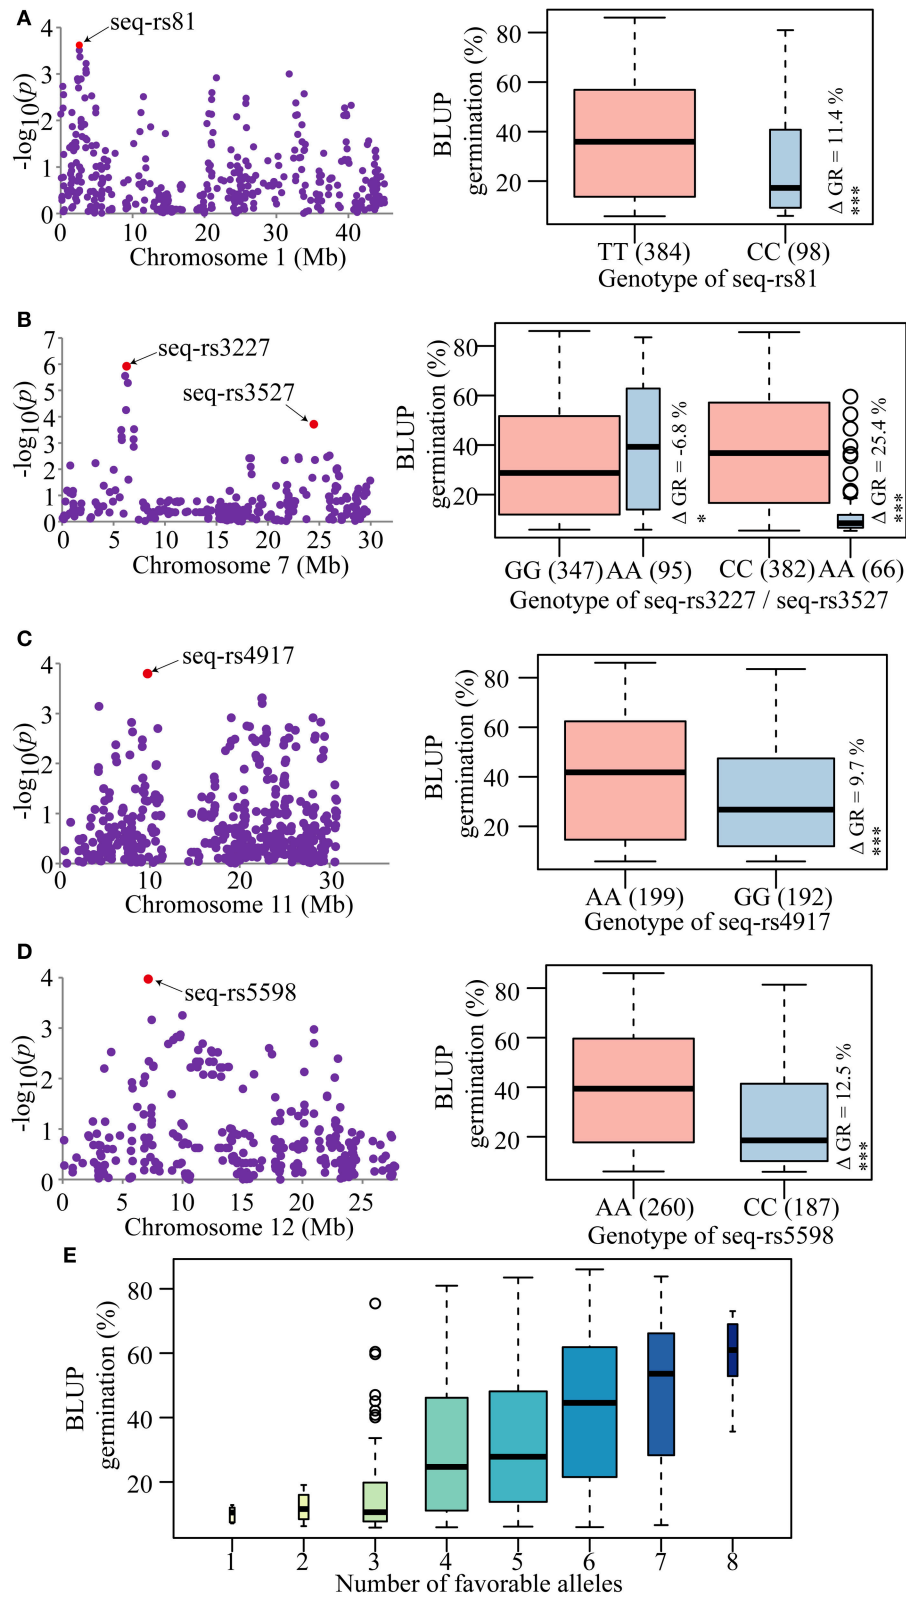 A
seq-rs81
-log10(p)
4
3
2
1
0
0 10 20 30 40
Chromosome 1 (Mb)
BLUP
germination (%)
80
60
40
20
Δ GR = 11.4 %
***
TT (384) CC (98)
Genotype of seq-rs81
B
seq-rs3227
seq-rs3527
-log10(p)
7
6
5
4
3
2
1
0
0 5 10 15 20 25 30
Chromosome 7 (Mb)
BLUP
germination (%)
80
60
40
20
Δ GR = -6.8 %
*
Δ GR = 25.4 %
***
GG (347) AA (95) CC (382) AA (66)
Genotype of seq-rs3227 / seq-rs3527
C
seq-rs4917
-log10(p)
4
3
2
1
0
0 10 20 30
Chromosome 11 (Mb)
BLUP
germination (%)
80
60
40
20
Δ GR = 9.7 %
***
AA (199) GG (192)
Genotype of seq-rs4917
D
seq-rs5598
-log10(p)
4
3
2
1
0
0 5 10 15 20 25
Chromosome 12 (Mb)
BLUP
germination (%)
80
60
40
20
Δ GR = 12.5 %
***
AA (260) CC (187)
Genotype of seq-rs5598
E
BLUP
germination (%)
80
60
40
20
1 2 3 4 5 6 7 8
Number of favorable alleles